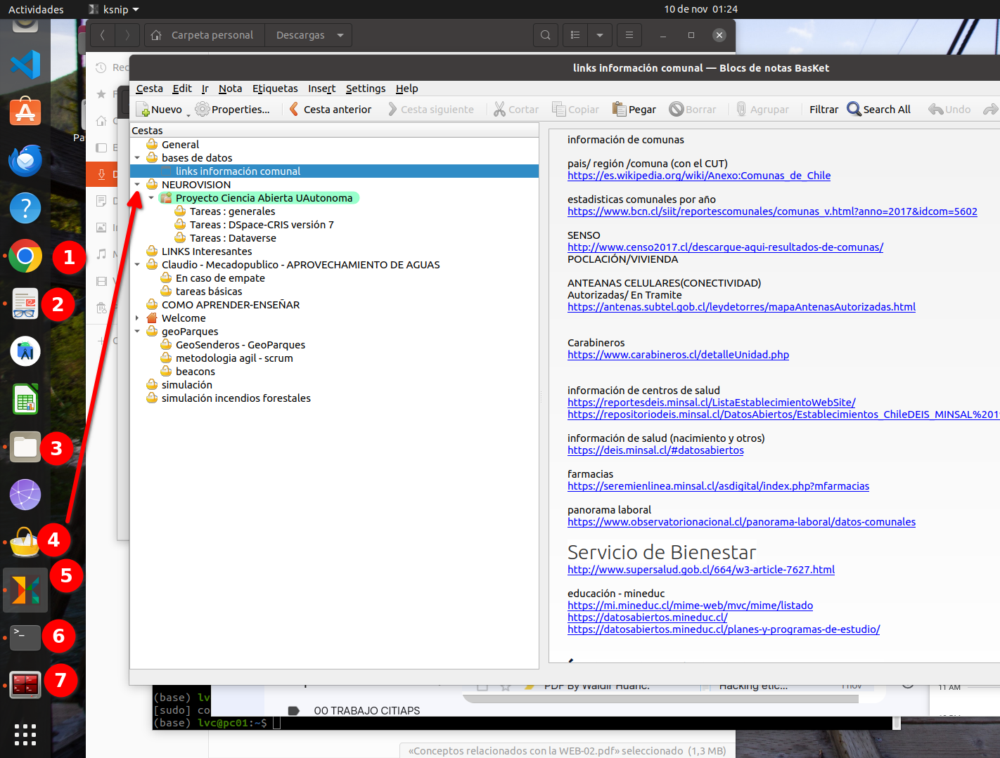 Actividades
ksnip
10 de nov 01:24
Carpeta personal
Descargas
Rec
links información comunal — Blocs de notas BasKet
Cesta Edit Ir Nota Etiquetas Insert Settings Help
Nuevo Properties... Cesta anterior Cesta siguiente Cortar Copiar Pegar Borrar Agrupar Filtrar Search All Undo
Cestas
General
bases de datos
links información comunal
NEUROVISION
Proyecto Ciencia Abierta UAutonoma
Tareas : generales
Tareas : DSpace-CRIS versión 7
Tareas : Dataverse
LINKS Interesantes
Claudio - Mecadopublico - APROVECHAMIENTO DE AGUAS
En caso de empate
tareas básicas
COMO APRENDER-ENSEÑAR
Welcome
geoParques
GeoSenderos - GeoParques
metodologia agil - scrum
beacons
simulación
simulación incendios forestales
información de comunas
pais/ región /comuna (con el CUT)
https://es.wikipedia.org/wiki/Anexo:Comunas_de_Chile
estadisticas comunales por año
https://www.bcn.cl/siit/reportescomunales/comunas_v.html?anno=2017&idcom=5602
SENSO
http://www.censo2017.cl/descargue-aqui-resultados-de-comunas/
POCLACIÓN/VIVIENDA
ANTEANAS CELULARES(CONECTIVIDAD)
Autorizadas/ En Tramite
https://antenas.subtel.gob.cl/leydetorres/mapaAntenasAutorizadas.html
Carabineros
https://www.carabineros.cl/detalleUnidad.php
información de centros de salud
https://reportesdeis.minsal.cl/ListaEstablecimientoWebSite/
https://repositoriodeis.minsal.cl/DatosAbiertos/Establecimientos_ChileDEIS_MINSAL%201
información de salud (nacimiento y otros)
https://deis.minsal.cl/#datosabiertos
farmacias
https://seremienlinea.minsal.cl/asdigital/index.php?mfarmacias
panorama laboral
https://www.observatorionacional.cl/panorama-laboral/datos-comunales
Servicio de Bienestar
http://www.supersalud.gob.cl/664/w3-article-7627.html
educación - mineduc
https://mi.mineduc.cl/mime-web/mvc/mime/listado
https://datosabiertos.mineduc.cl/
https://datosabiertos.mineduc.cl/planes-y-programas-de-estudio/
1
2
3
4
5
6
7
PDF By Waldir Huaric.
Hacking etic...
1 nov
11 AM
(base) lv
[sudo] co
(base) lvc@pc01:~$
00 TRABAJO CITIAPS
«Conceptos relacionados con la WEB-02.pdf» seleccionado (1,3 MB)